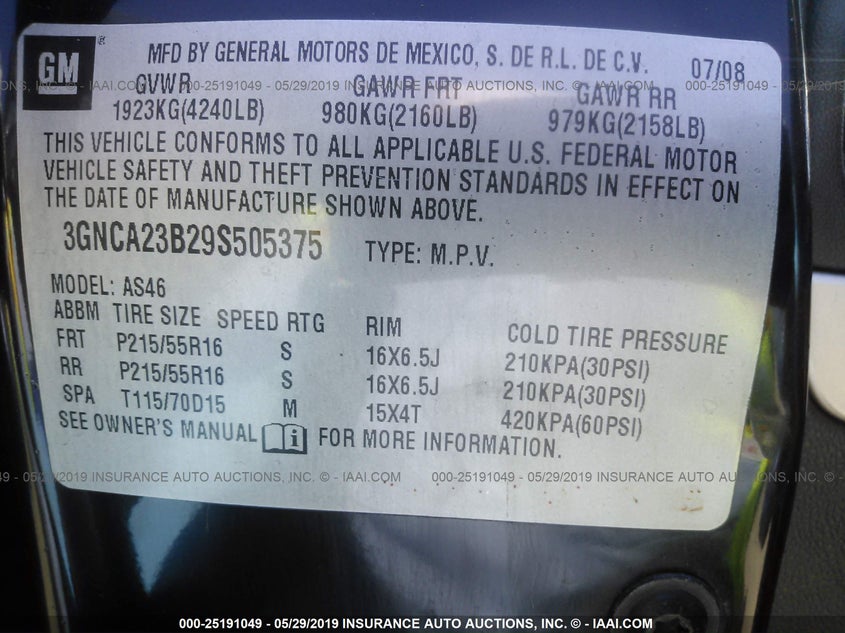 GM ®
MFD BY GENERAL MOTORS DE MEXICO, S. DE R.L. DE C.V. 07/08
GVWR GAWR FRT GAWR RR
1923KG(4240LB) 980KG(2160LB) 979KG(2158LB)
THIS VEHICLE CONFORMS TO ALL APPLICABLE U.S. FEDERAL MOTOR
VEHICLE SAFETY AND THEFT PREVENTION STANDARDS IN EFFECT ON
THE DATE OF MANUFACTURE SHOWN ABOVE.
3GNCA23B29S505375 TYPE: M.P.V.
MODEL: AS46
ABBM TIRE SIZE SPEED RTG RIM COLD TIRE PRESSURE
FRT P215/55R16 S 16X6.5J 210KPA(30PSI)
RR P215/55R16 S 16X6.5J 210KPA(30PSI)
SPA T115/70D15 M 15X4T 420KPA(60PSI)
SEE OWNER'S MANUAL i FOR MORE INFORMATION.
000-25191049 - 05/29/2019 INSURANCE AUTO AUCTIONS, INC. © - IAAI.COM